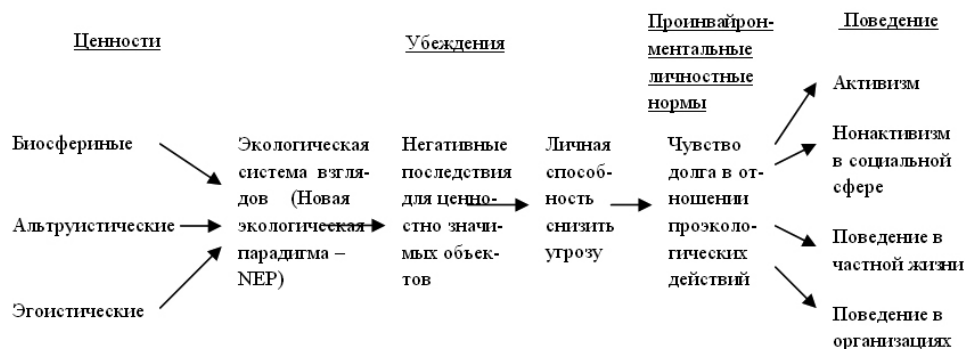 Ценности
Убеждения
Проинвайрон-
ментальные
личностные
нормы
Поведение
Биосфериные
Альтруистические
Эгоистические
Экологическая
система взгля-
дов (Новая
экологическая
парадигма –
NEP)
Негативные
последствия
для ценно-
стно значи-
мых объек-
тов
Личная
способ-
ность
снизить
угрозу
Чувство
долга в от-
ношении
проэколо-
гических
действий
Активизм
Нонактивизм
в социальной
сфере
Поведение в
частной жизни
Поведение в
организациях